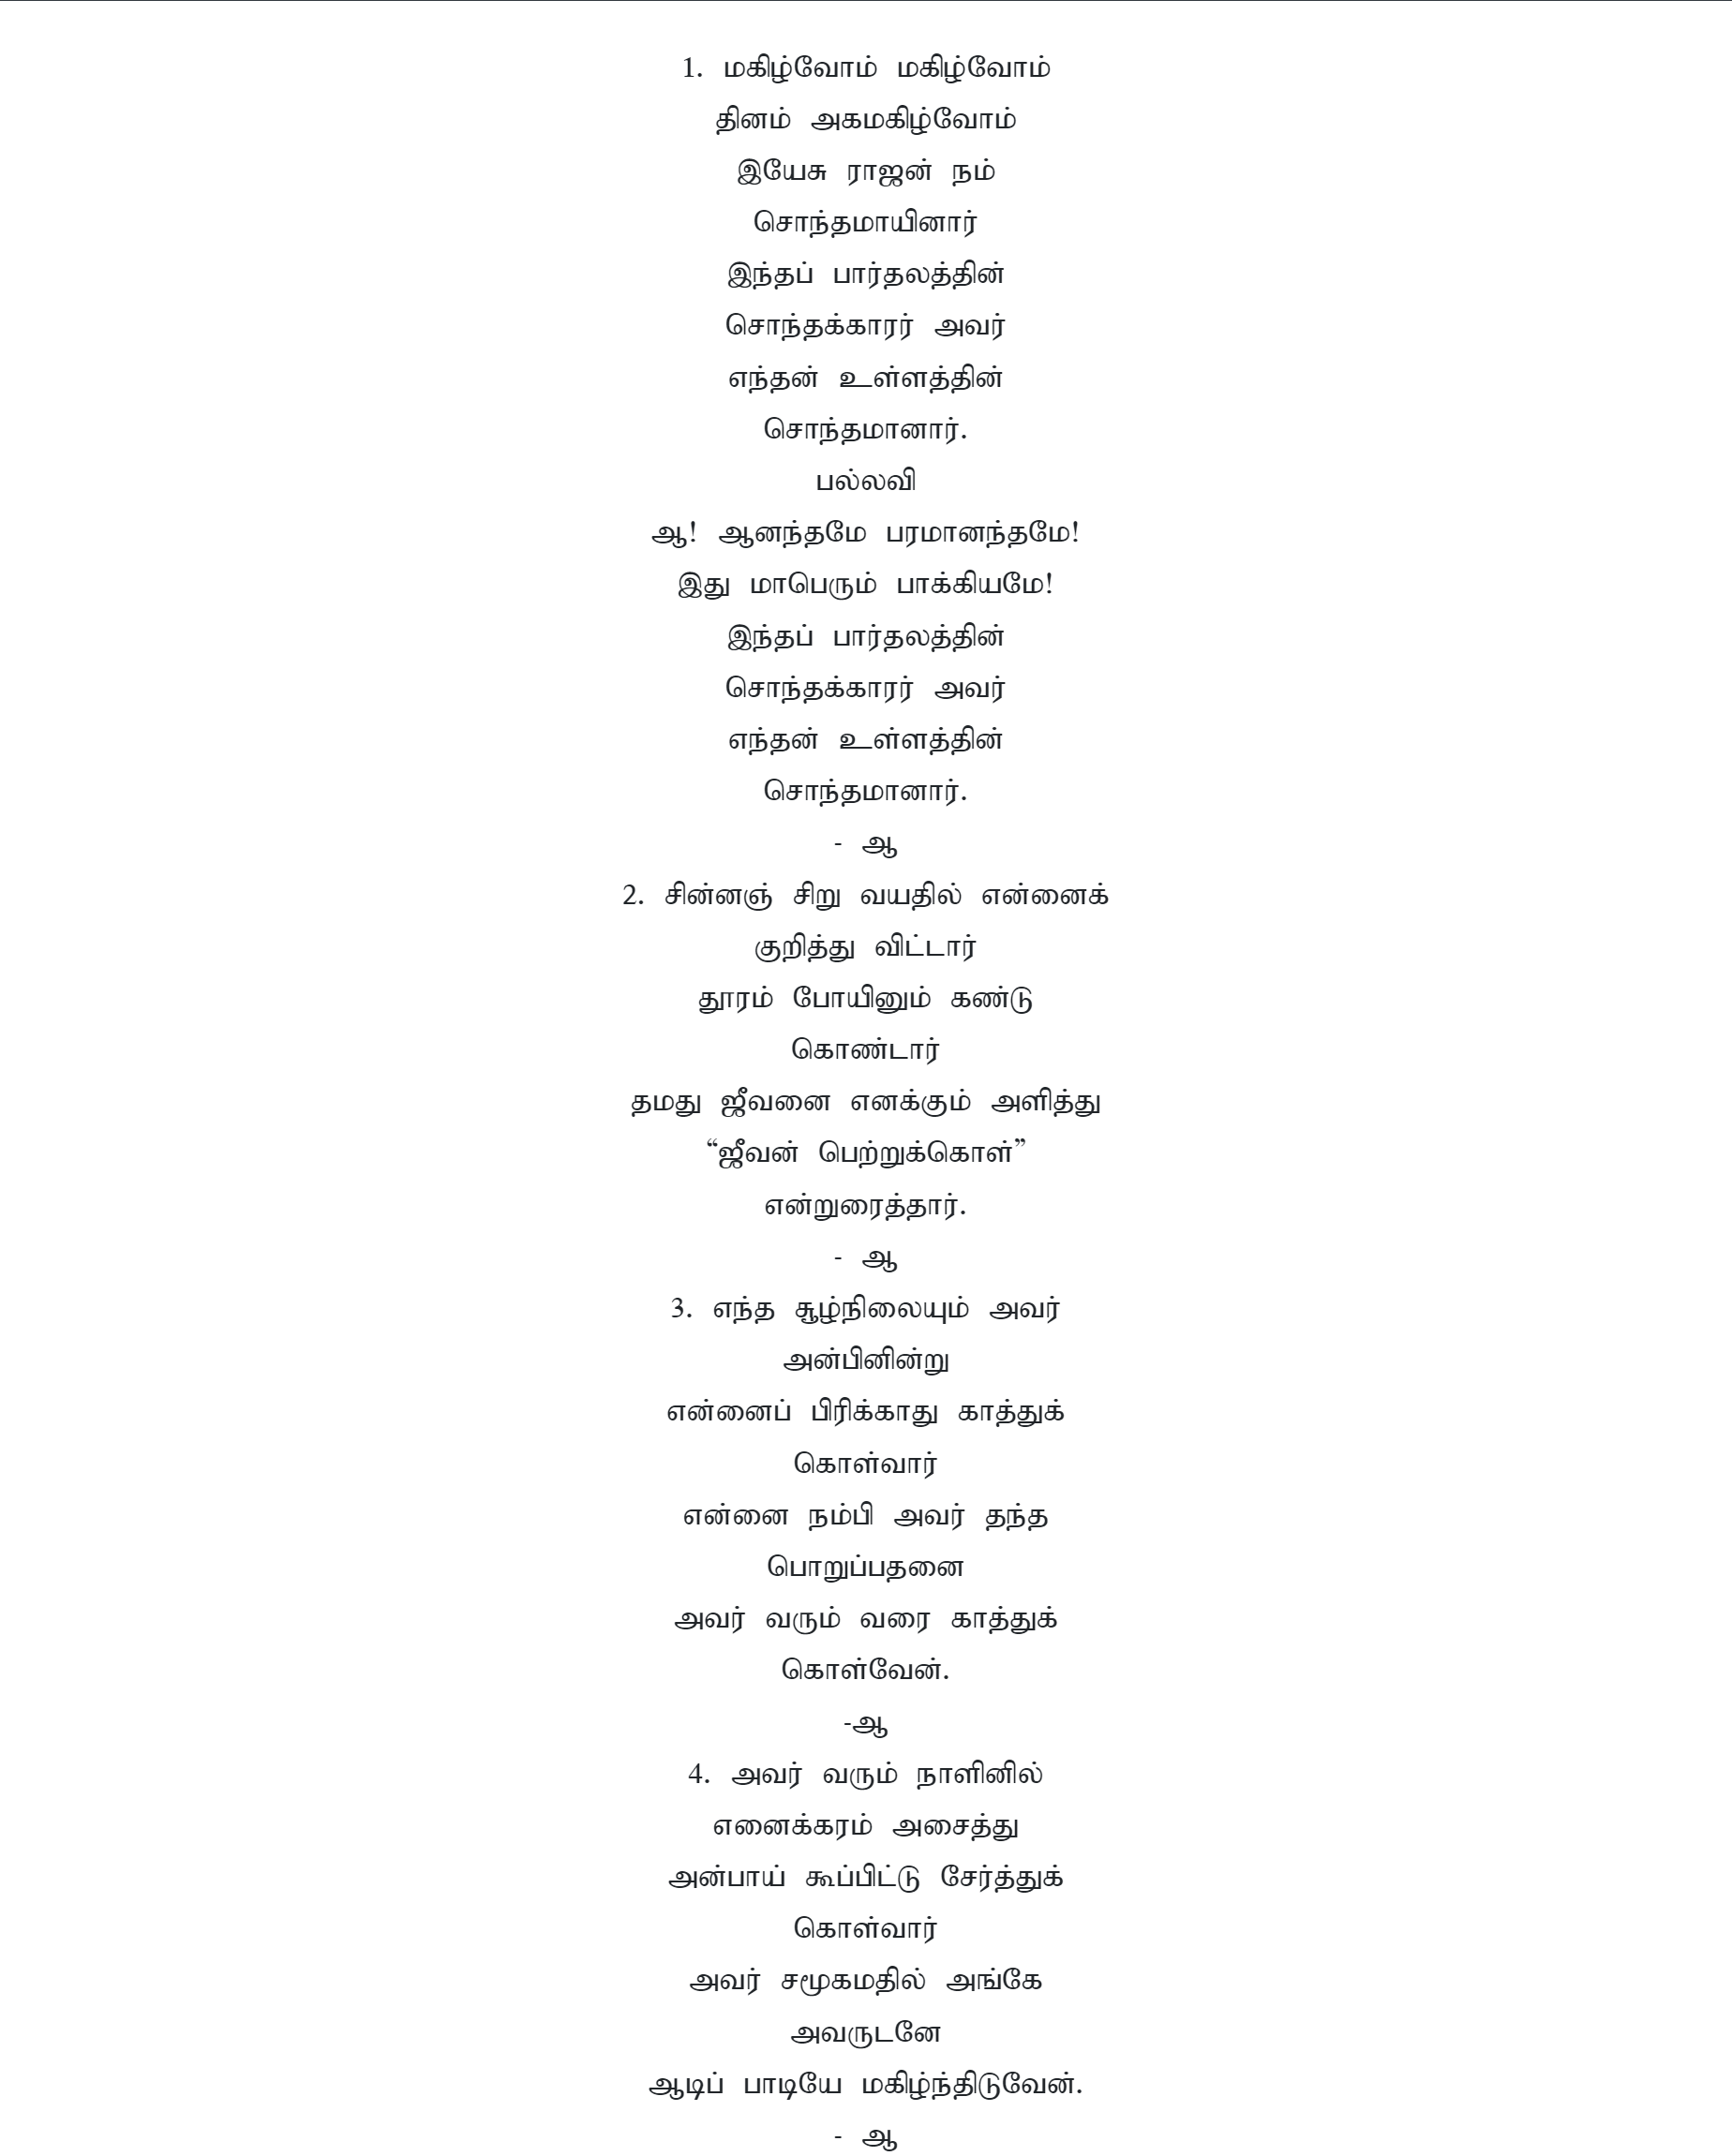 1. மகிழ்வோம் மகிழ்வோம்
தினம் அகமகிழ்வோம்
இயேசு ராஜன் நம்
சொந்தமாயினார்
இந்தப் பார்தலத்தின்
சொந்தக்காரர் அவர்
எந்தன் உள்ளத்தின்
சொந்தமானார்.
பல்லவி
ஆ! ஆனந்தமே பரமானந்தமே!
இது மாபெரும் பாக்கியமே!
இந்தப் பார்தலத்தின்
சொந்தக்காரர் அவர்
எந்தன் உள்ளத்தின்
சொந்தமானார்.
- ஆ
2. சின்னஞ் சிறு வயதில் என்னைக்
குறித்து விட்டார்
தூரம் போயினும் கண்டு
கொண்டார்
தமது ஜீவனை எனக்கும் அளித்து
“ஜீவன் பெற்றுக்கொள்”
என்றுரைத்தார்.
- ஆ
3. எந்த சூழ்நிலையும் அவர்
அன்பினின்று
என்னைப் பிரிக்காது காத்துக்
கொள்வார்
என்னை நம்பி அவர் தந்த
பொறுப்பதனை
அவர் வரும் வரை காத்துக்
கொள்வேன்.
-ஆ
4. அவர் வரும் நாளினில்
எனைக்கரம் அசைத்து
அன்பாய் கூப்பிட்டு சேர்த்துக்
கொள்வார்
அவர் சமூகமதில் அங்கே
அவருடனே
ஆடிப் பாடியே மகிழ்ந்திடுவேன்.
- ஆ